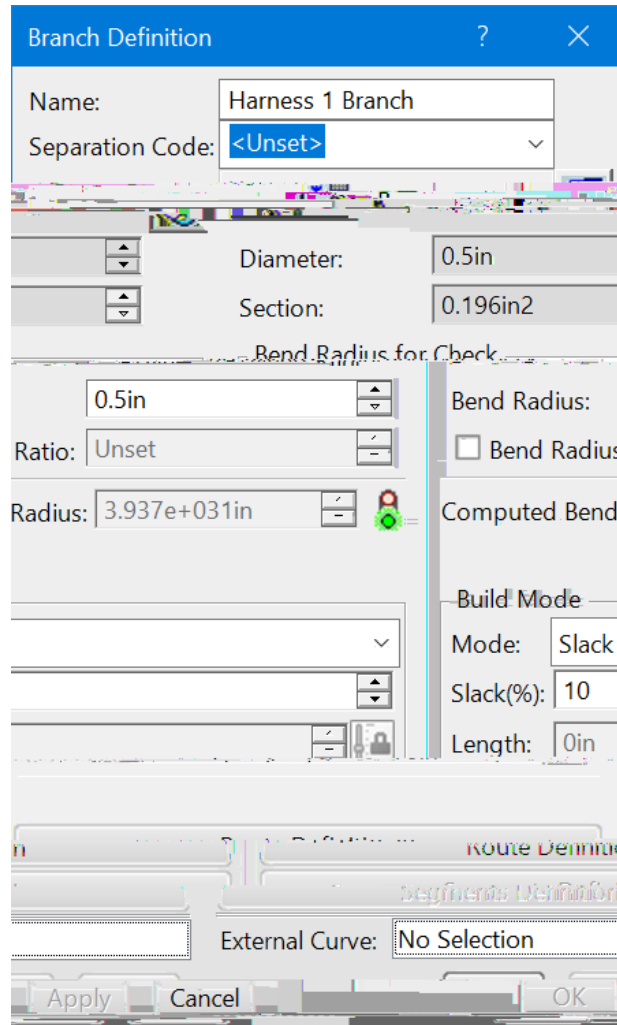 Branch Definition ? ×
Name: Harness 1 Branch
Separation Code: <Unset>
Diameter: 0.5in
Section: 0.196in2
Bend Radius for Check
0.5in Bend Radius:
Ratio: Unset Bend Radius
Radius: 3.937e+031in Computed Bend
Build Mode
Mode: Slack
Slack(%): 10
Length: 0in
Route Definiti
Segments Definition
External Curve: No Selection
Apply Cancel OK